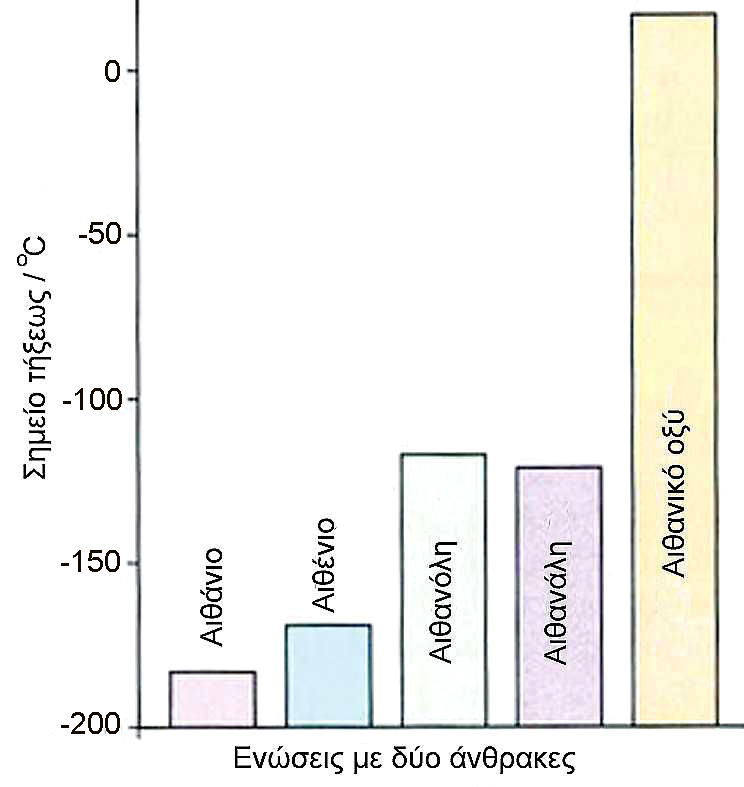 0
-50
-100
-150
-200
Σημείο τήξεως / °C
Αιθάνιο
Αιθένιο
Αιθανόλη
Αιθανάλη
Αιθανικό οξύ
Ενώσεις με δύο άνθρακες